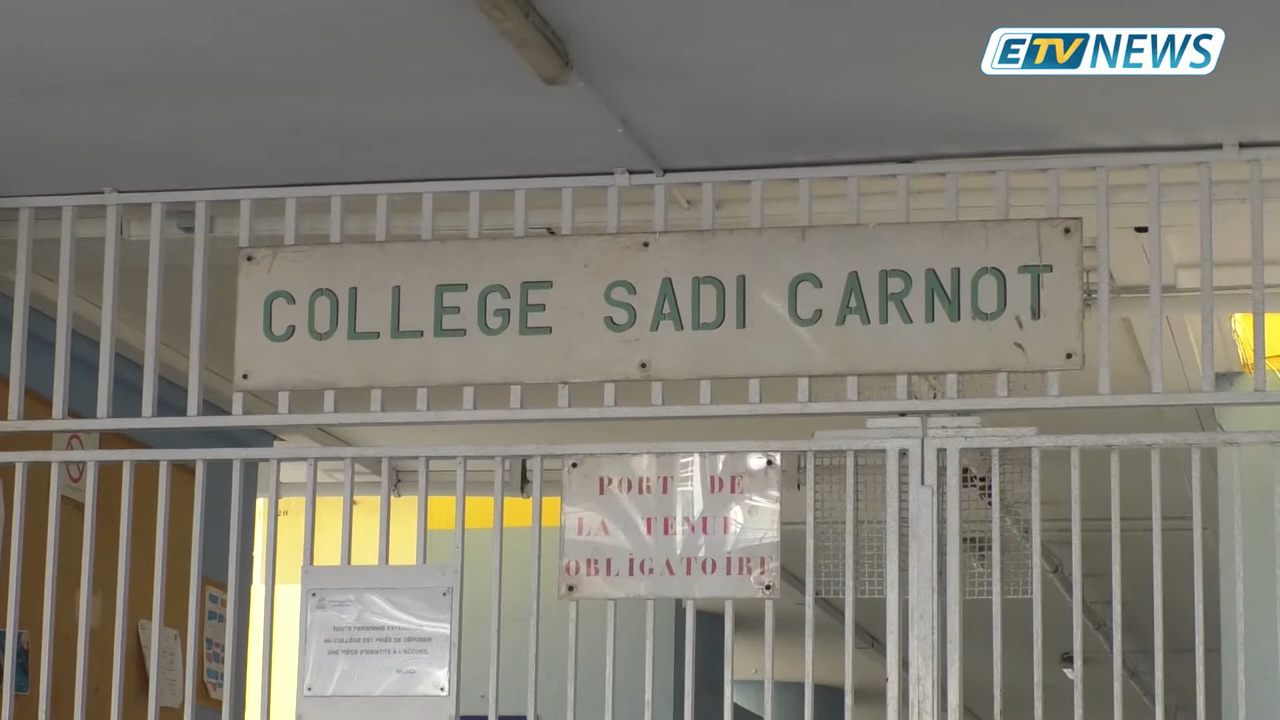 ETV NEWS
COLLEGE SADI CARNOT
PORT DE
LA TENUE
OBLIGATOIRE
TOUTE PERSONNE
AU COLLÈGE EST PRIÉE DE DÉPOSER
UNE PIÈCE D'IDENTITÉ À L'ACCUEIL